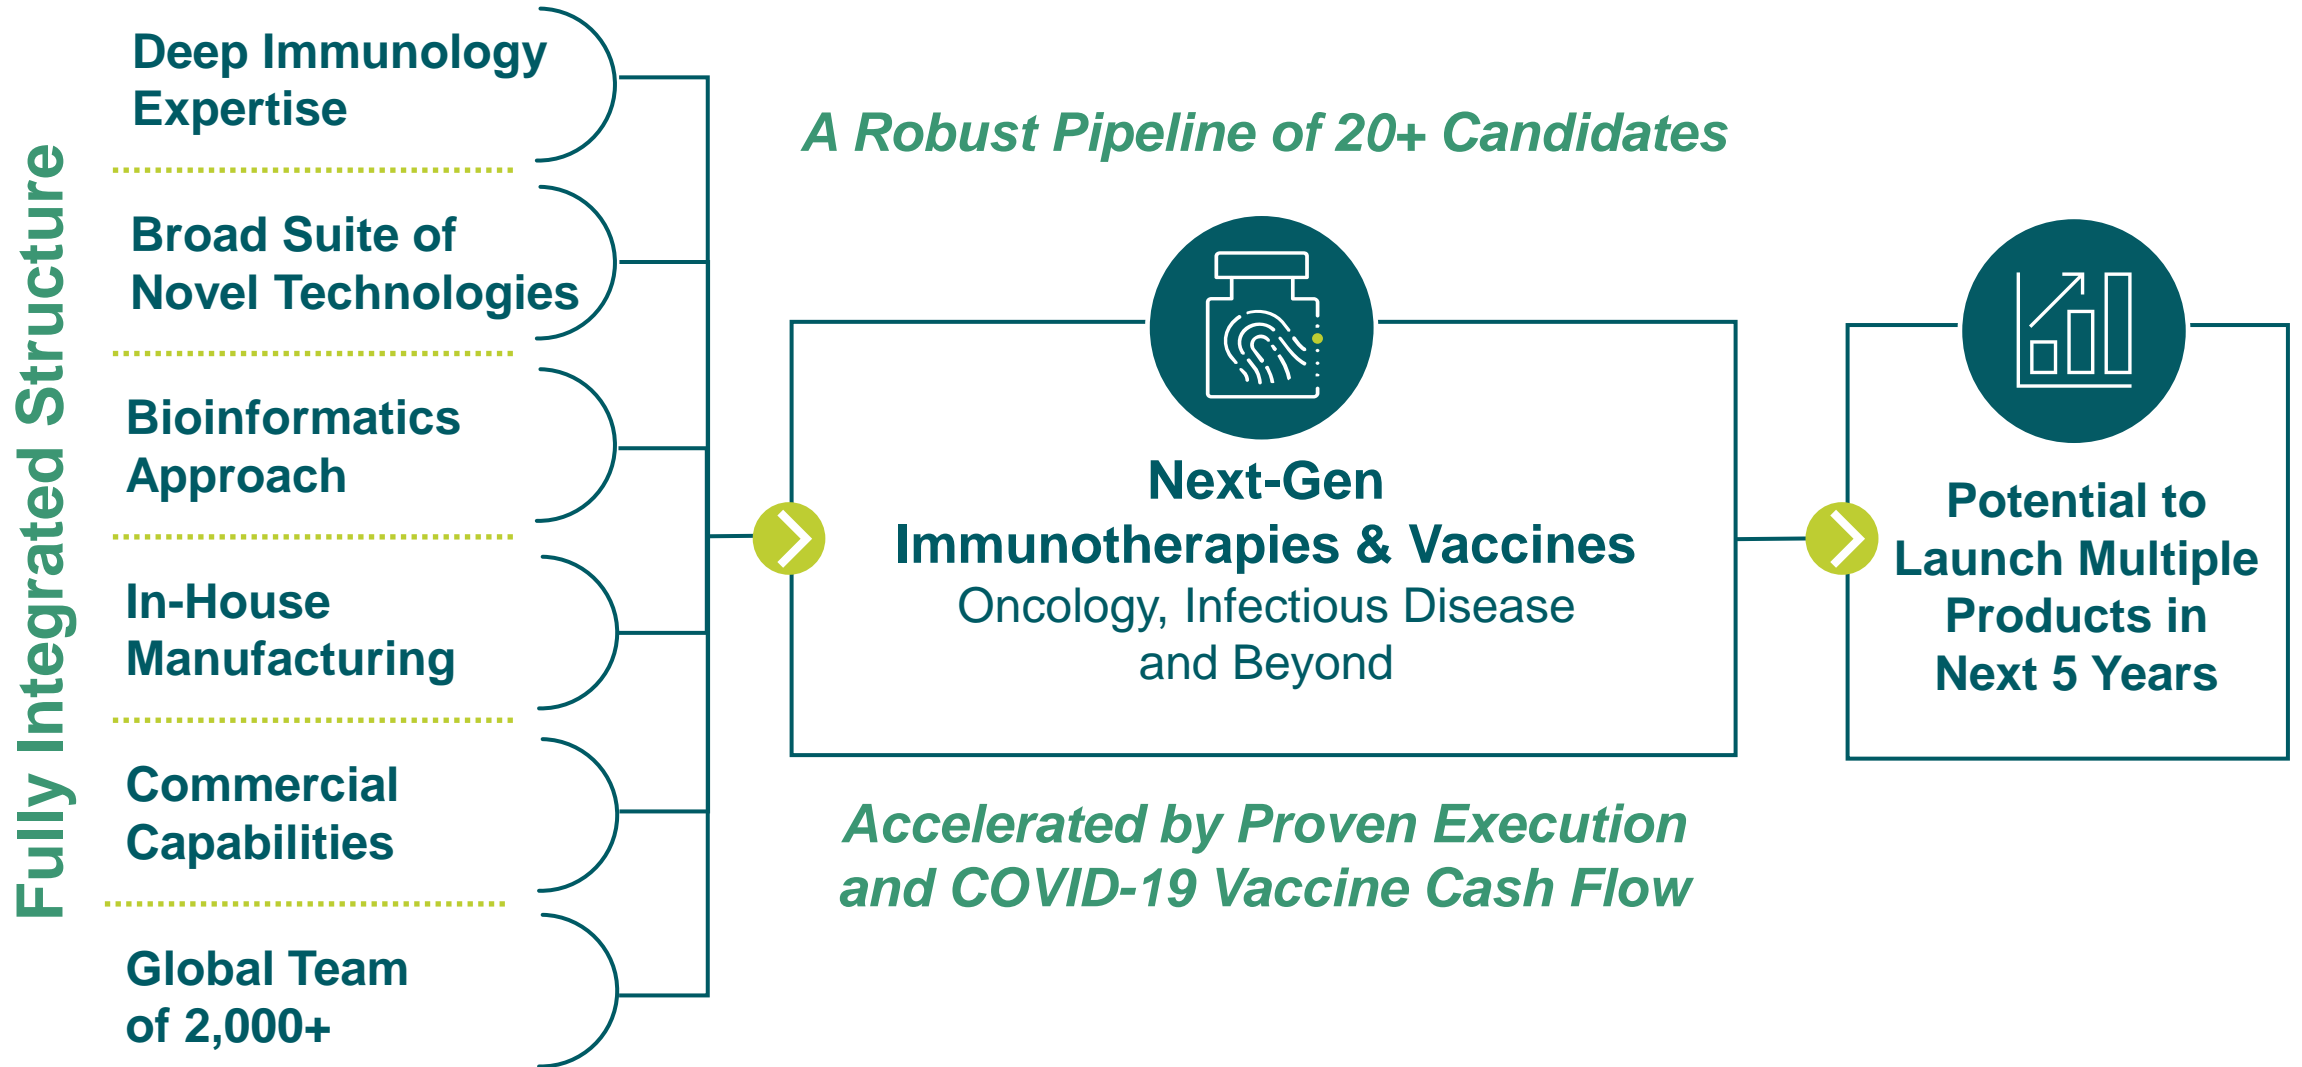 Fully Integrated Structure
Deep Immunology
Expertise
Broad Suite of
Novel Technologies
Bioinformatics
Approach
In-House
Manufacturing
Commercial
Capabilities
Global Team
of 2,000+
A Robust Pipeline of 20+ Candidates
Next-Gen
Immunotherapies & Vaccines
Oncology, Infectious Disease
and Beyond
Accelerated by Proven Execution
and COVID-19 Vaccine Cash Flow
Potential to
Launch Multiple
Products in
Next 5 Years